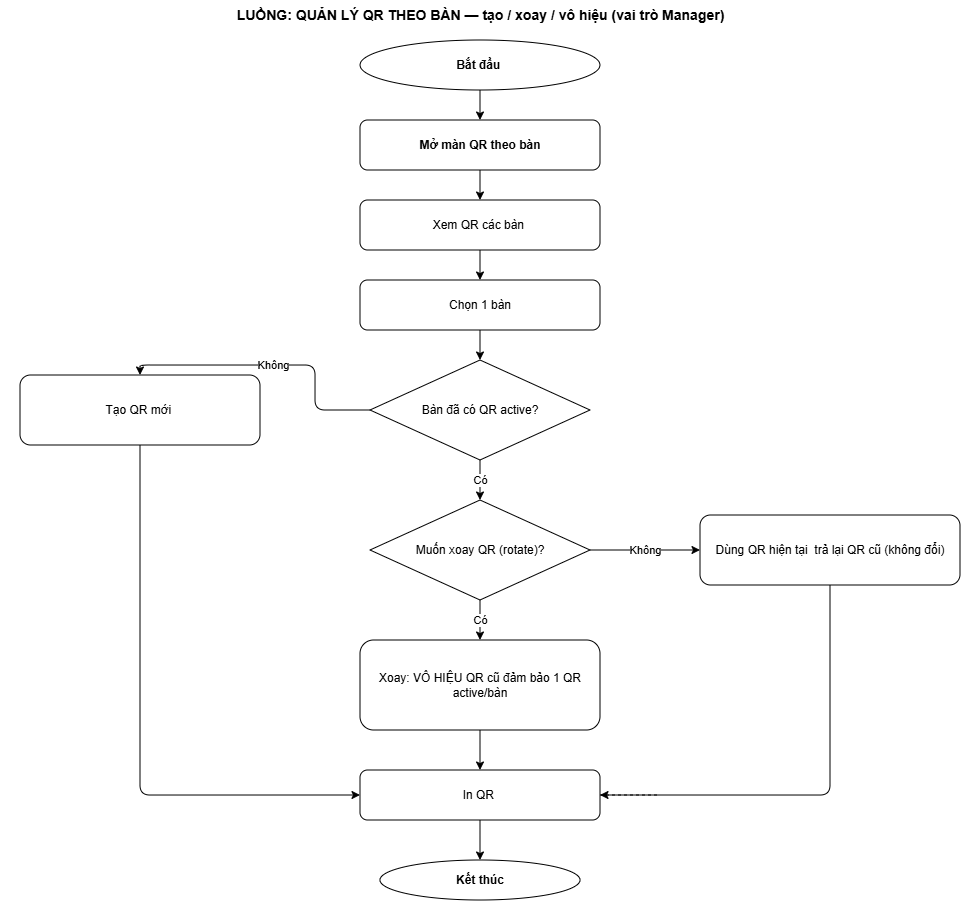 LUỒNG: QUẢN LÝ QR THEO BÀN — tạo / xoay / vô hiệu (vai trò Manager)
Bắt đầu
Mở màn QR theo bàn
Xem QR các bàn
Chọn 1 bàn
Không
Tạo QR mới
Bàn đã có QR active?
Có
Muốn xoay QR (rotate)?
Không
Dùng QR hiện tại  trả lại QR cũ (không đổi)
Có
Xoay: VÔ HIỆU QR cũ đảm bảo 1 QR
active/bàn
In QR
Kết thúc